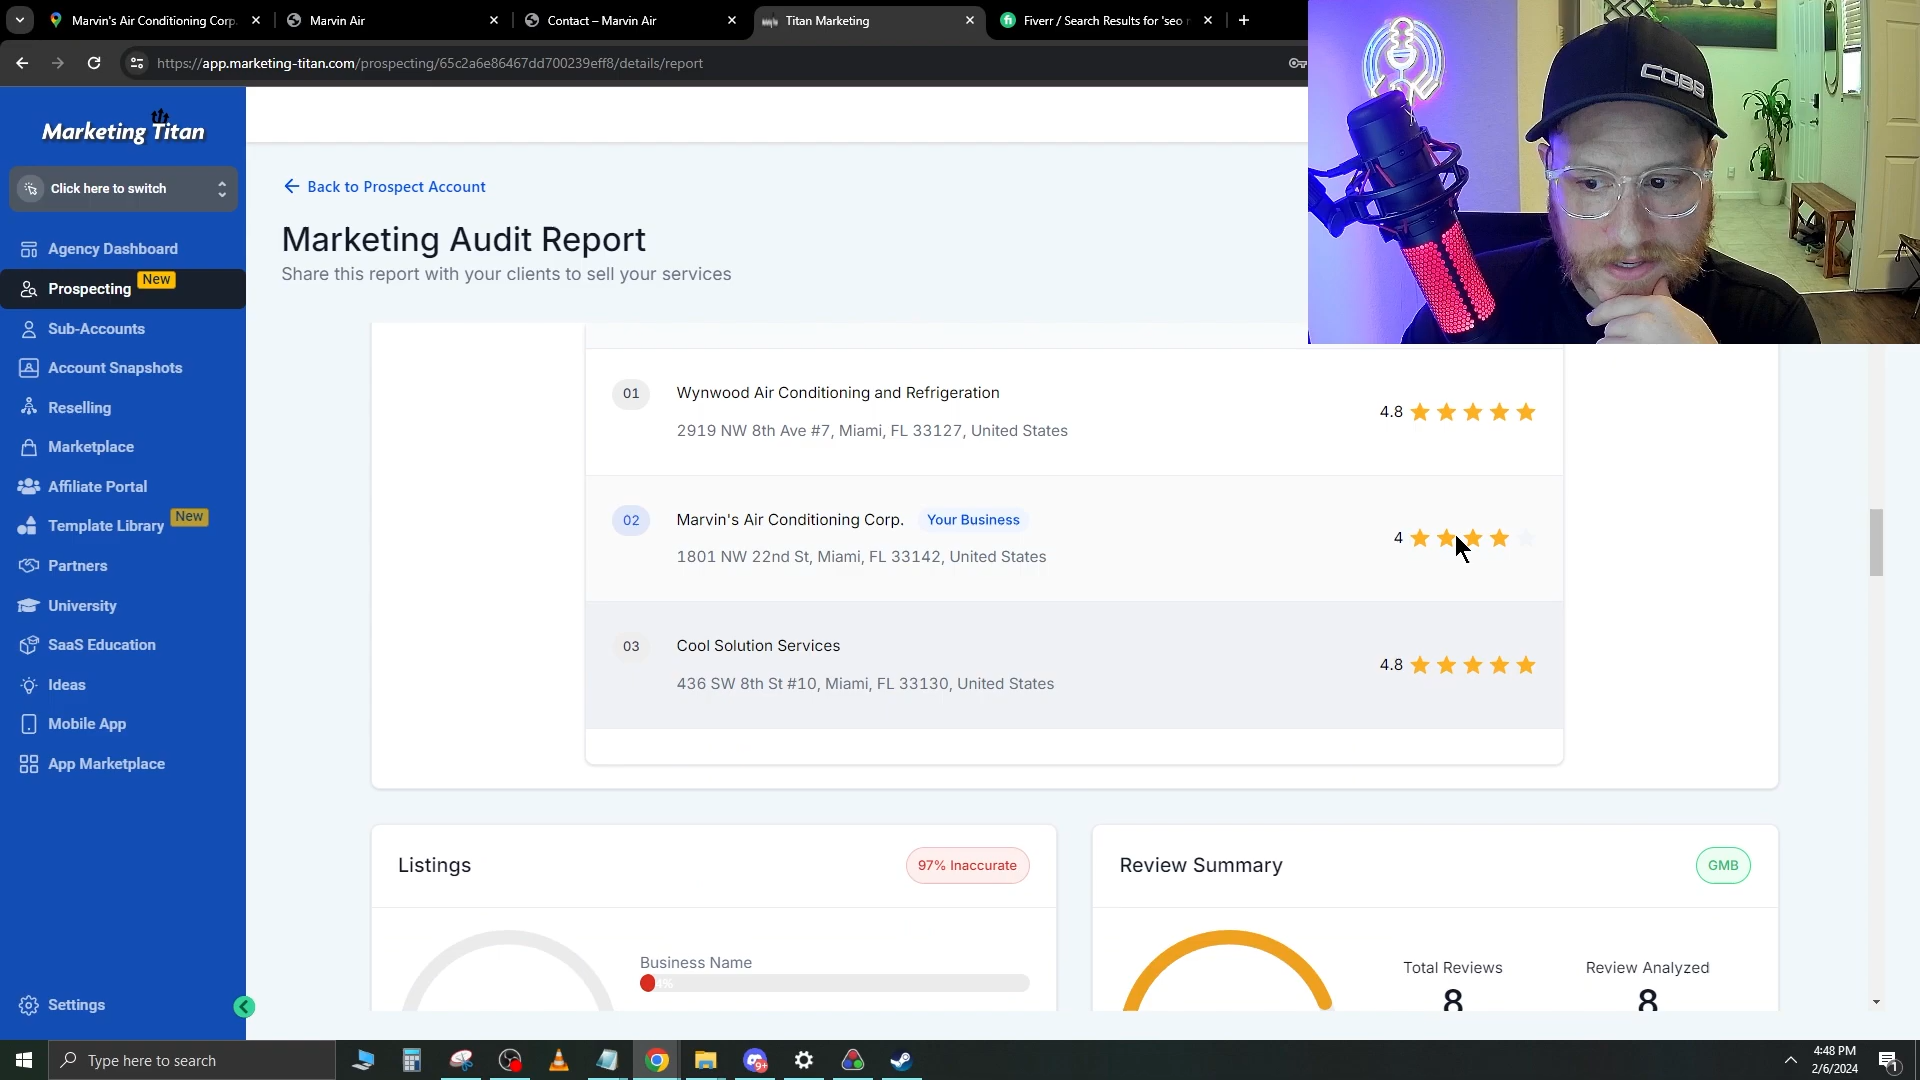 Marvin's Air Conditioning Corp
Marvin Air
Contact – Marvin Air
Titan Marketing
Fiverr / Search Results for 'seo
https://app.marketing-titan.com/prospecting/65c2a6e86467dd700239eff8/details/report
COBB
Marketing Titan
Click here to switch
Agency Dashboard
Prospecting
New
Sub-Accounts
Account Snapshots
Reselling
Marketplace
Affiliate Portal
Template Library
New
Partners
University
SaaS Education
Ideas
Mobile App
App Marketplace
Settings
Back to Prospect Account
Marketing Audit Report
Share this report with your clients to sell your services
01
Wynwood Air Conditioning and Refrigeration
2919 NW 8th Ave #7, Miami, FL 33127, United States
4.8
02
Marvin's Air Conditioning Corp.
Your Business
1801 NW 22nd St, Miami, FL 33142, United States
4
03
Cool Solution Services
436 SW 8th St #10, Miami, FL 33130, United States
4.8
Listings
97% Inaccurate
Business Name
Review Summary
GMB
Total Reviews
8
Review Analyzed
8
Type here to search
9+
4:48 PM
2/6/2024
1